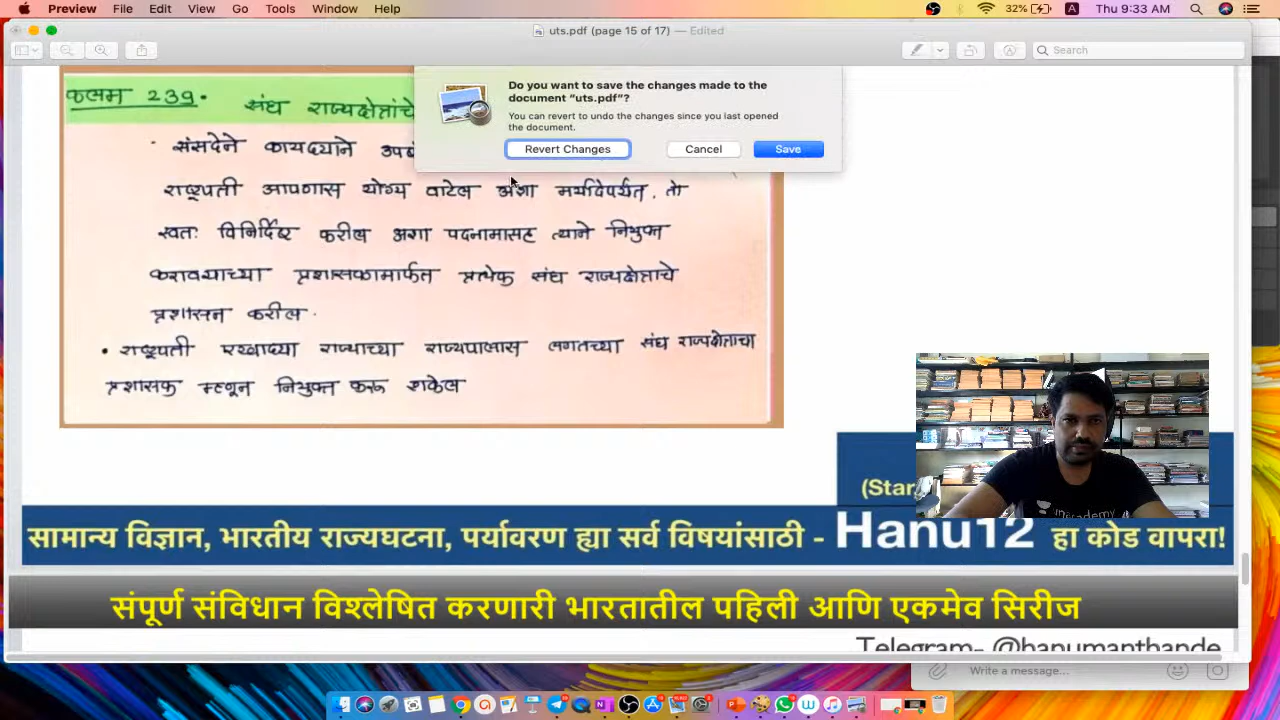 Preview File Edit View Go Tools Window Help
32% A Thu 9:33 AM
uts.pdf (page 15 of 17) — Edited
Search
Do you want to save the changes made to the
document “uts.pdf”?
You can revert to undo the changes since you last opened
the document.
Revert Changes Cancel Save
कलम 239. संघ राज्यक्षेत्रांचे
संसदेने कायद्याने
राष्ट्रपती आपणास योग्य वाटेल अशा मर्यादेपर्यंत, तो
स्वतः विनिर्दिष्ट करील अशा पदनामासह त्याने नियुक्त
करावयाच्या प्रशासकामार्फत प्रत्येक संघ राज्यक्षेत्राचे
प्रशासन करील.
• राष्ट्रपती एखाद्या राज्याच्या राज्यपालास लगतच्या संघ राज्यक्षेत्राचा
प्रशासक म्हणून नियुक्त करू शकेल
(Star
सामान्य विज्ञान, भारतीय राज्यघटना, पर्यावरण ह्या सर्व विषयांसाठी - Hanu12 हा कोड वापरा!
संपूर्ण संविधान विश्लेषित करणारी भारतातील पहिली आणि एकमेव सिरीज
Telegram- @hanumanthande
Write a message...